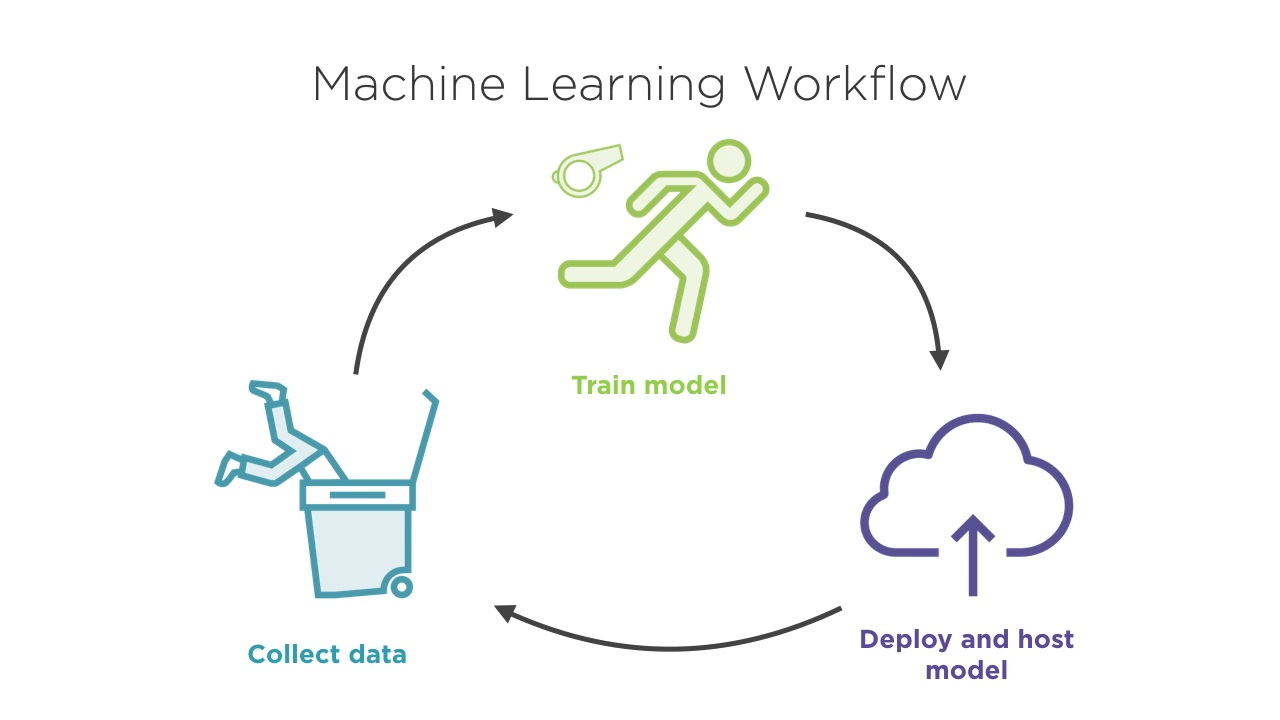 Machine Learning Workflow
Train model
Collect data
Deploy and host
model